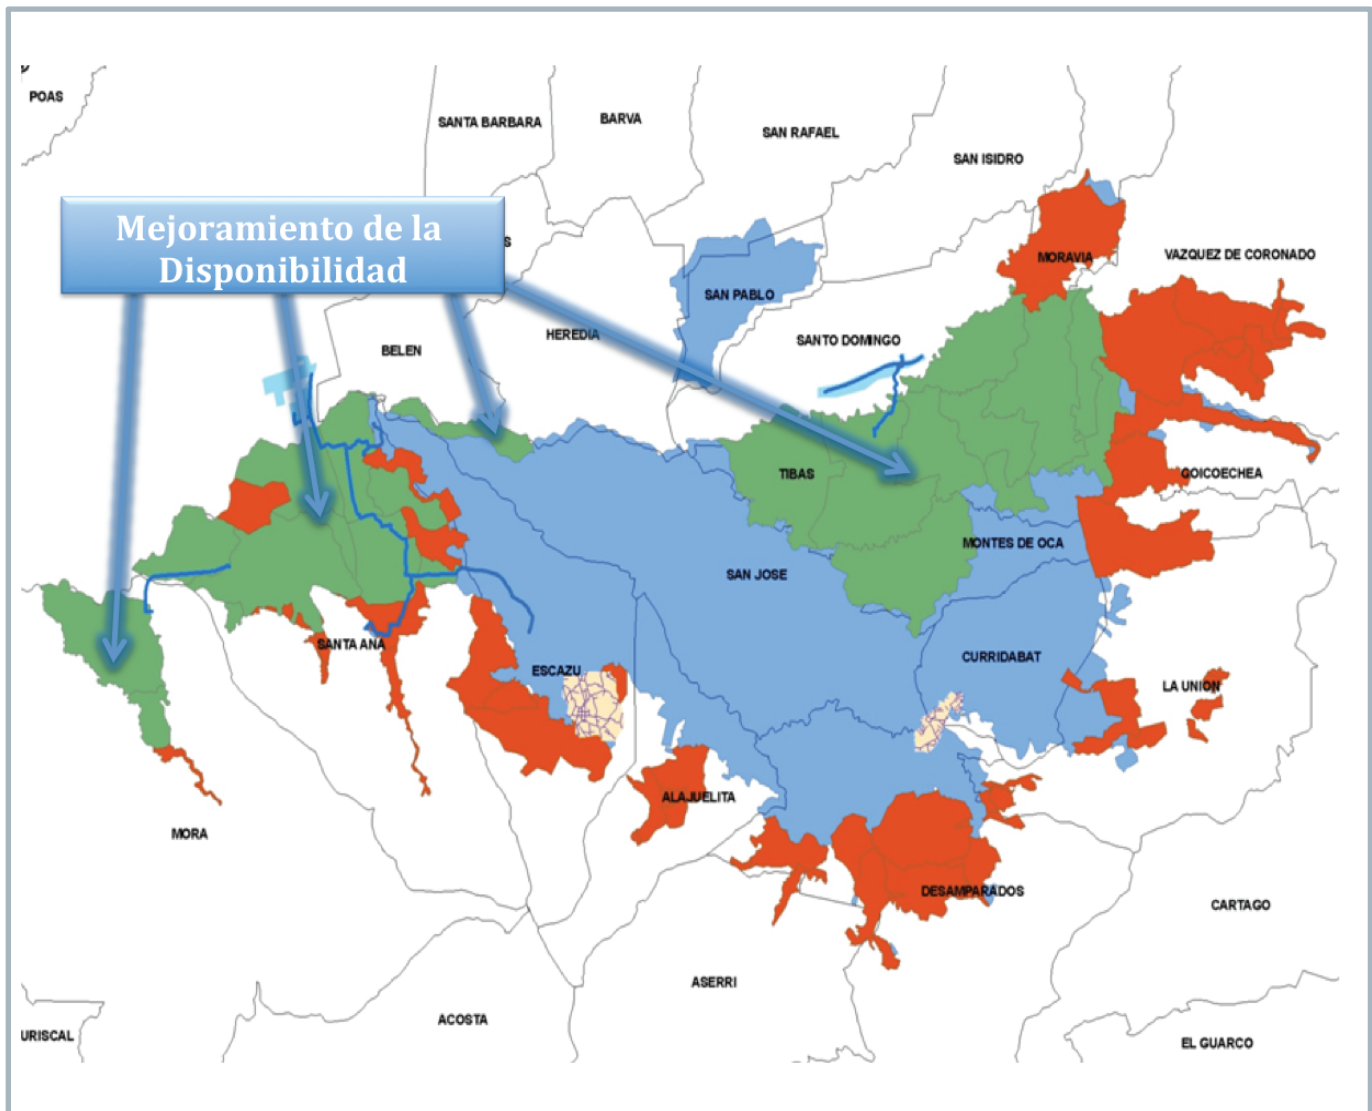 POAS
SANTA BARBARA
BARVA
SAN RAFAEL
SAN ISIDRO
Mejoramiento de la
Disponibilidad
S
MORAVIA
VAZQUEZ DE CORONADO
SAN PABLO
HEREDIA
SANTO DOMINGO
BELEN
TIBAS
GOICOECHEA
MONTES DE OCA
SAN JOSE
SANTA ANA
ESCAZU
CURRIDABAT
LA UNION
ALAJUELITA
MORA
DESAMPARADOS
CARTAGO
ASERRI
ACOSTA
URISCAL
EL GUARCO